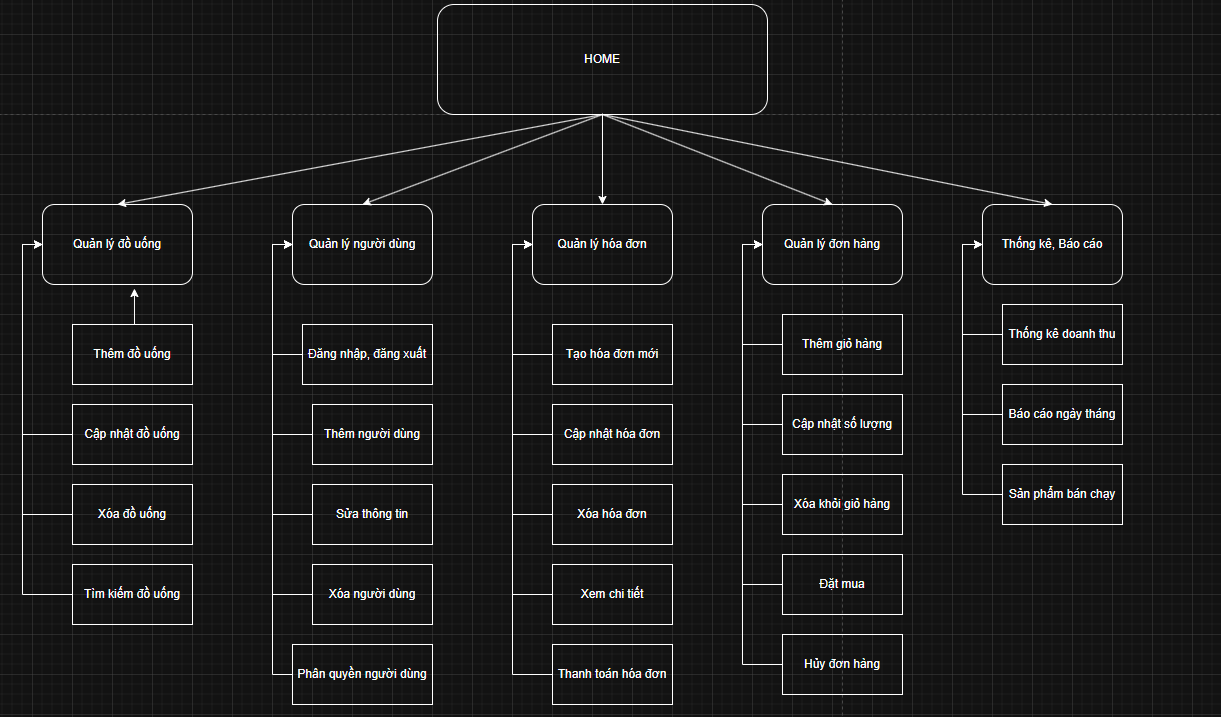 HOME
Quản lý đồ uống
Thêm đồ uống
Cập nhật đồ uống
Xóa đồ uống
Tìm kiếm đồ uống
Quản lý người dùng
Đăng nhập, đăng xuất
Thêm người dùng
Sửa thông tin
Xóa người dùng
Phân quyền người dùng
Quản lý hóa đơn
Tạo hóa đơn mới
Cập nhật hóa đơn
Xóa hóa đơn
Xem chi tiết
Thanh toán hóa đơn
Quản lý đơn hàng
Thêm giỏ hàng
Cập nhật số lượng
Xóa khỏi giỏ hàng
Đặt mua
Hủy đơn hàng
Thống kê, Báo cáo
Thống kê doanh thu
Báo cáo ngày tháng
Sản phẩm bán chạy